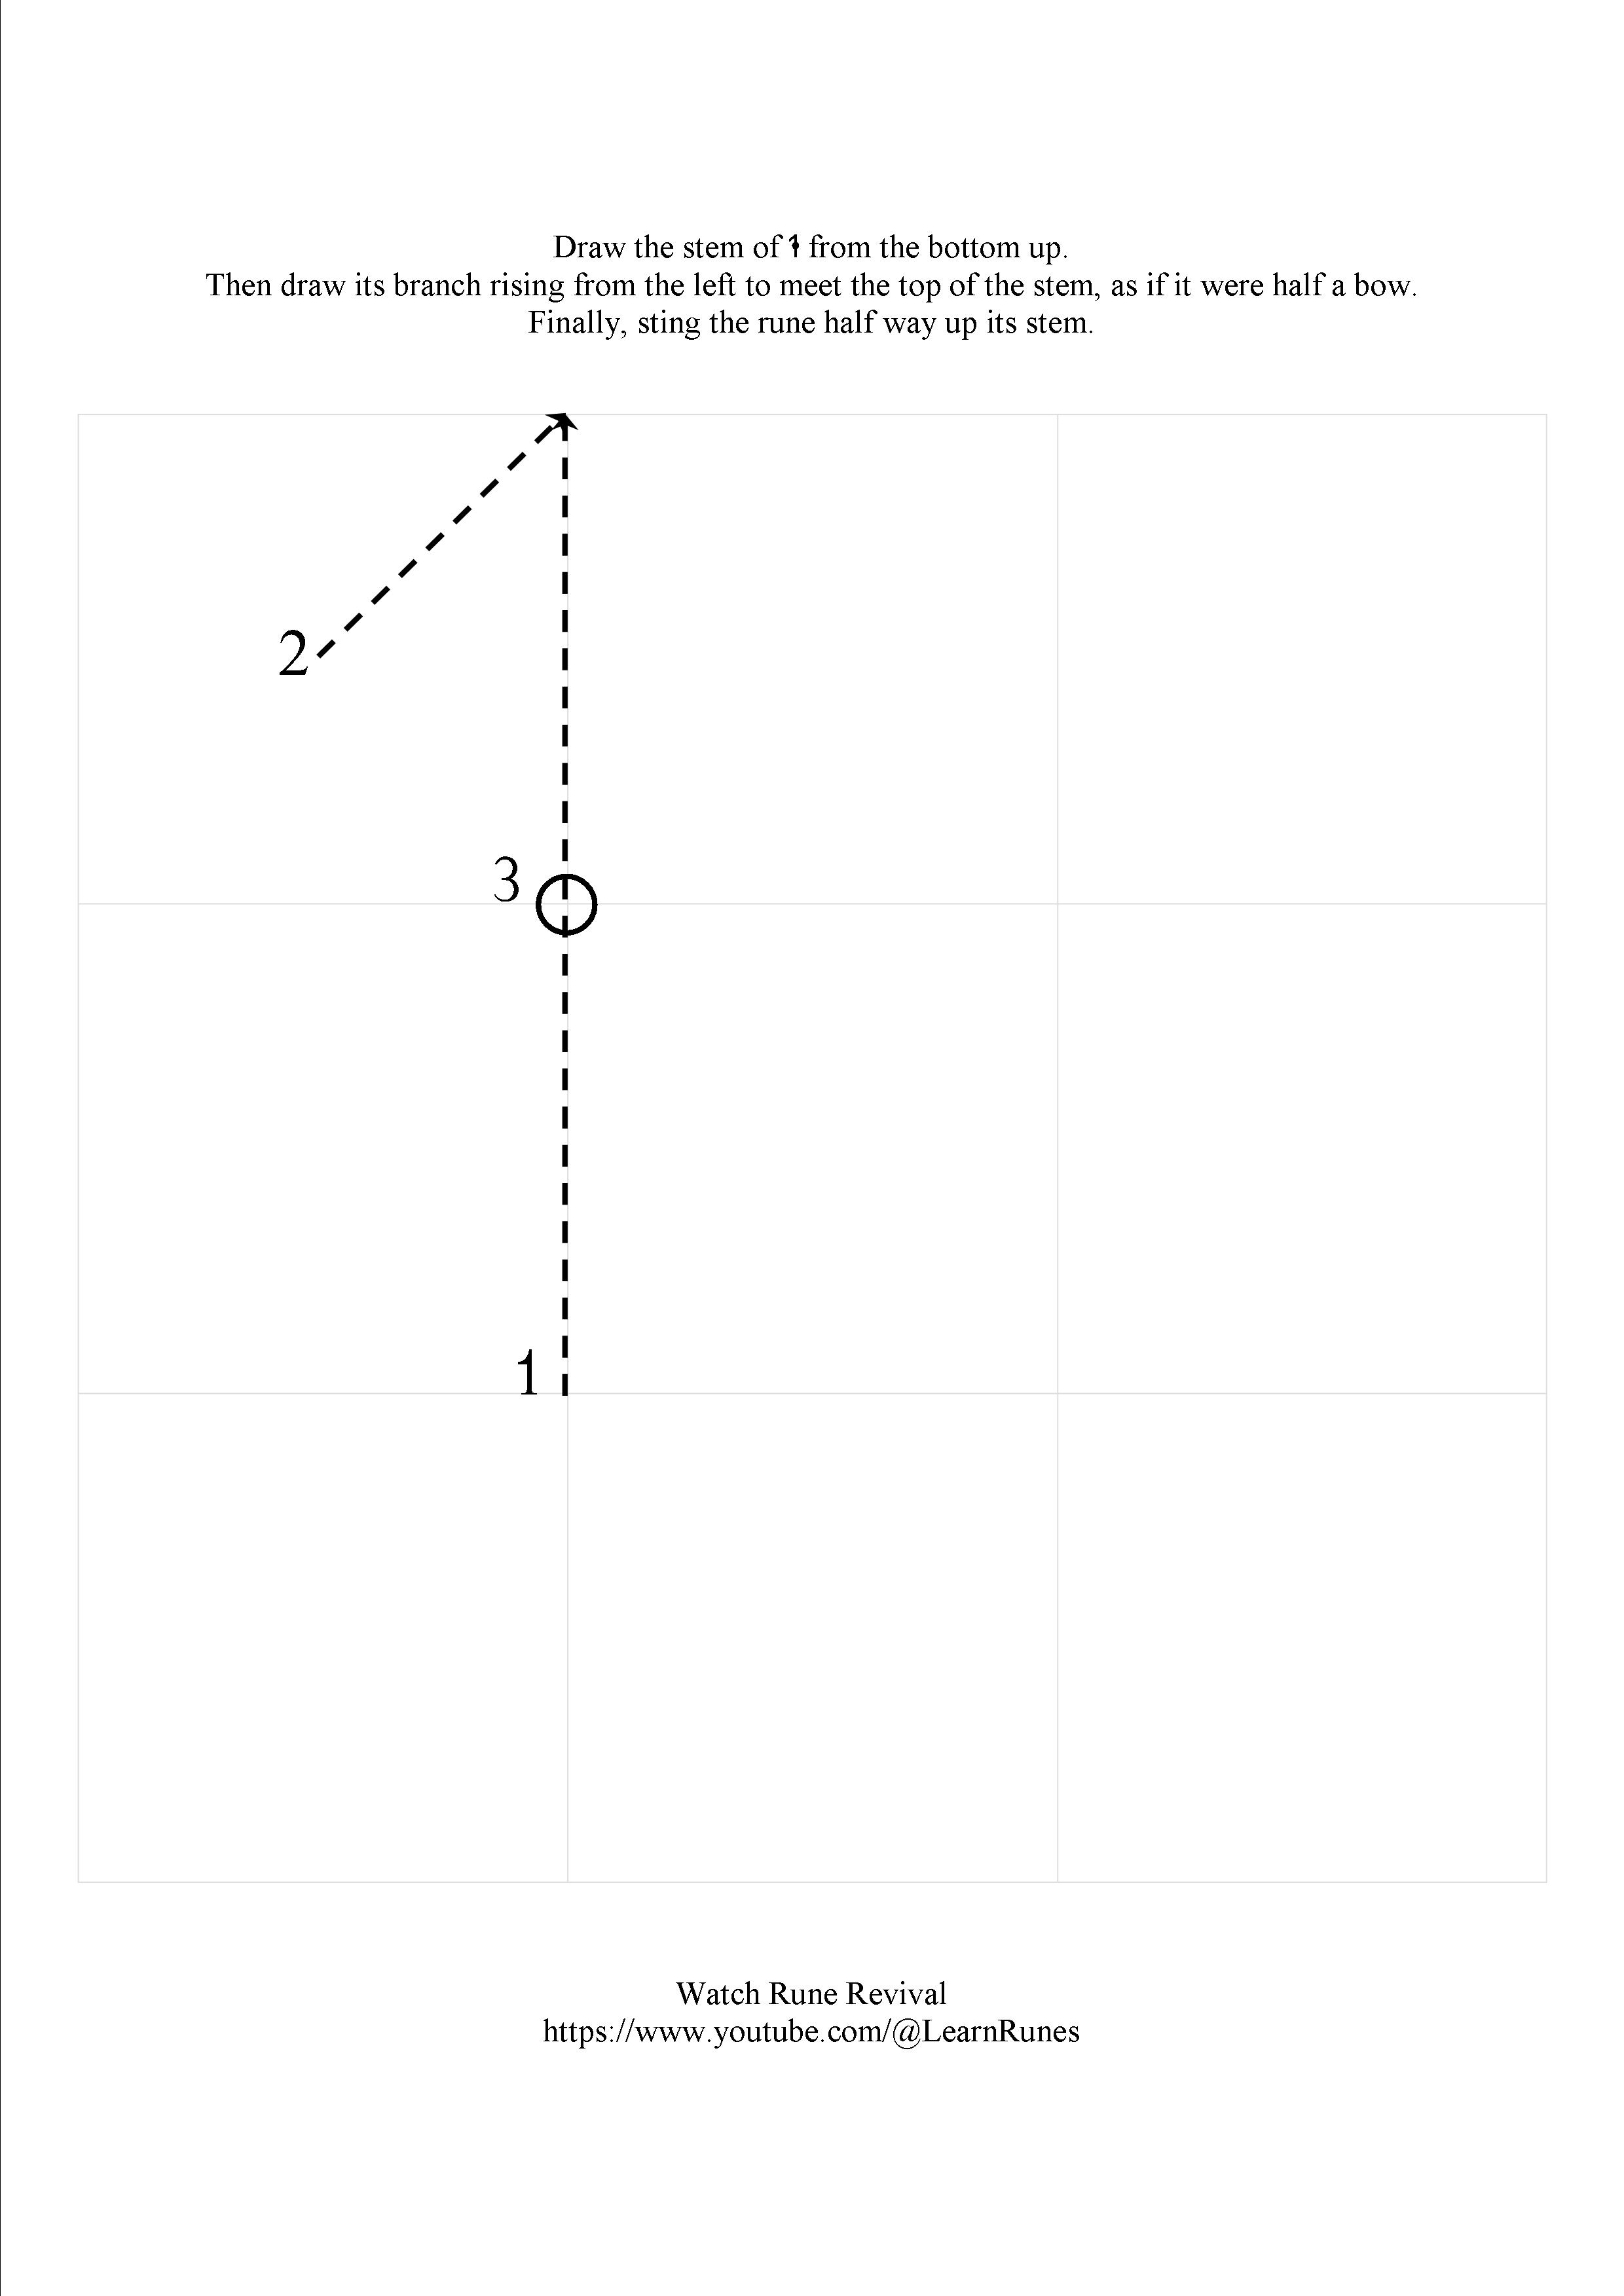 Draw the stem of ᛑ from the bottom up.
Then draw its branch rising from the left to meet the top of the stem, as if it were half a bow.
Finally, sting the rune half way up its stem.
2
3
1
Watch Rune Revival
https://www.youtube.com/@LearnRunes